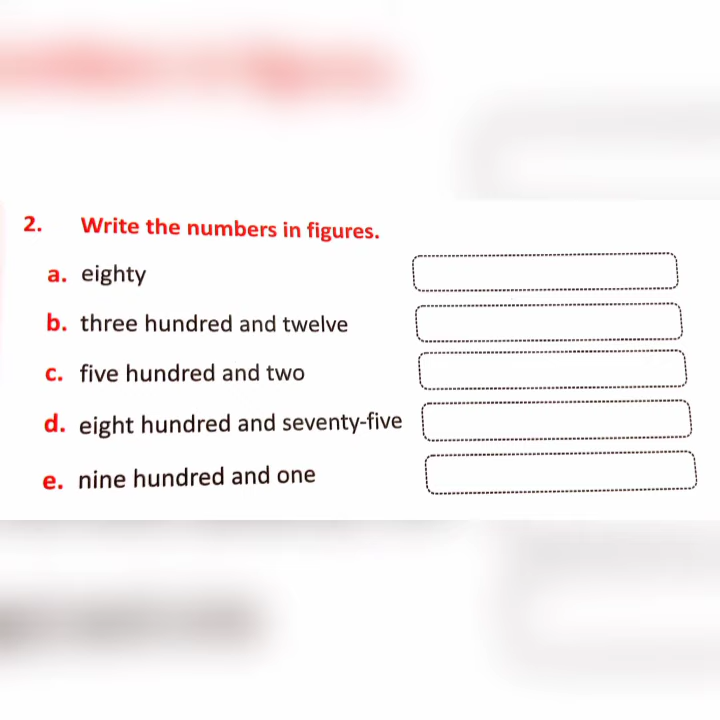 2. Write the numbers in figures.
a. eighty
b. three hundred and twelve
c. five hundred and two
d. eight hundred and seventy-five
e. nine hundred and one